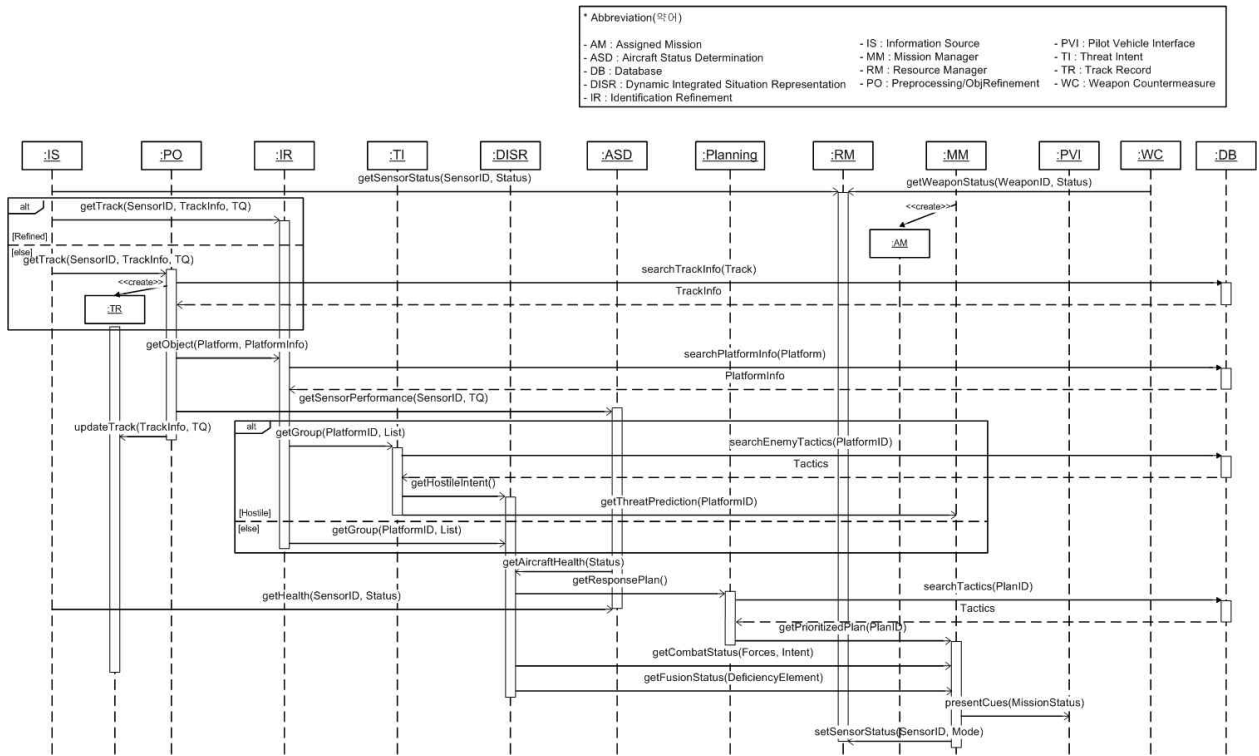 * Abbreviation(약어)
- AM : Assigned Mission
- ASD : Aircraft Status Determination
- DB : Database
- DISR : Dynamic Integrated Situation Representation
- IR : Identification Refinement
- IS : Information Source
- MM : Mission Manager
- RM : Resource Manager
- PO : Preprocessing/ObjRefinement
- PVI : Pilot Vehicle Interface
- TI : Threat Intent
- TR : Track Record
- WC : Weapon Countermeasure
:IS
:PO
:IR
:TI
:DISR
:ASD
:Planning
:RM
:MM
:PVI
:WC
:DB
getSensorStatus(SensorID, Status)
getWeaponStatus(WeaponID, Status)
alt
getTrack(SensorID, TrackInfo, TQ)
<<create>>
[Refined]
:AM
[else]
getTrack(SensorID, TrackInfo, TQ)
searchTrackInfo(Track)
<<create>>
TrackInfo
:TR
getObject(Platform, PlatformInfo)
searchPlatformInfo(Platform)
PlatformInfo
getSensorPerformance(SensorID, TQ)
updateTrack(TrackInfo, TQ)
alt
getGroup(PlatformID, List)
searchEnemyTactics(PlatformID)
Tactics
getHostileIntent()
getThreatPrediction(PlatformID)
[Hostile]
[else]
getGroup(PlatformID, List)
getAircraftHealth(Status)
getResponsePlan()
searchTactics(PlanID)
getHealth(SensorID, Status)
Tactics
getPrioritizedPlan(PlanID)
getCombatStatus(Forces, Intent)
getFusionStatus(DeficiencyElement)
presentCues(MissionStatus)
setSensorStatus(SensorID, Mode)